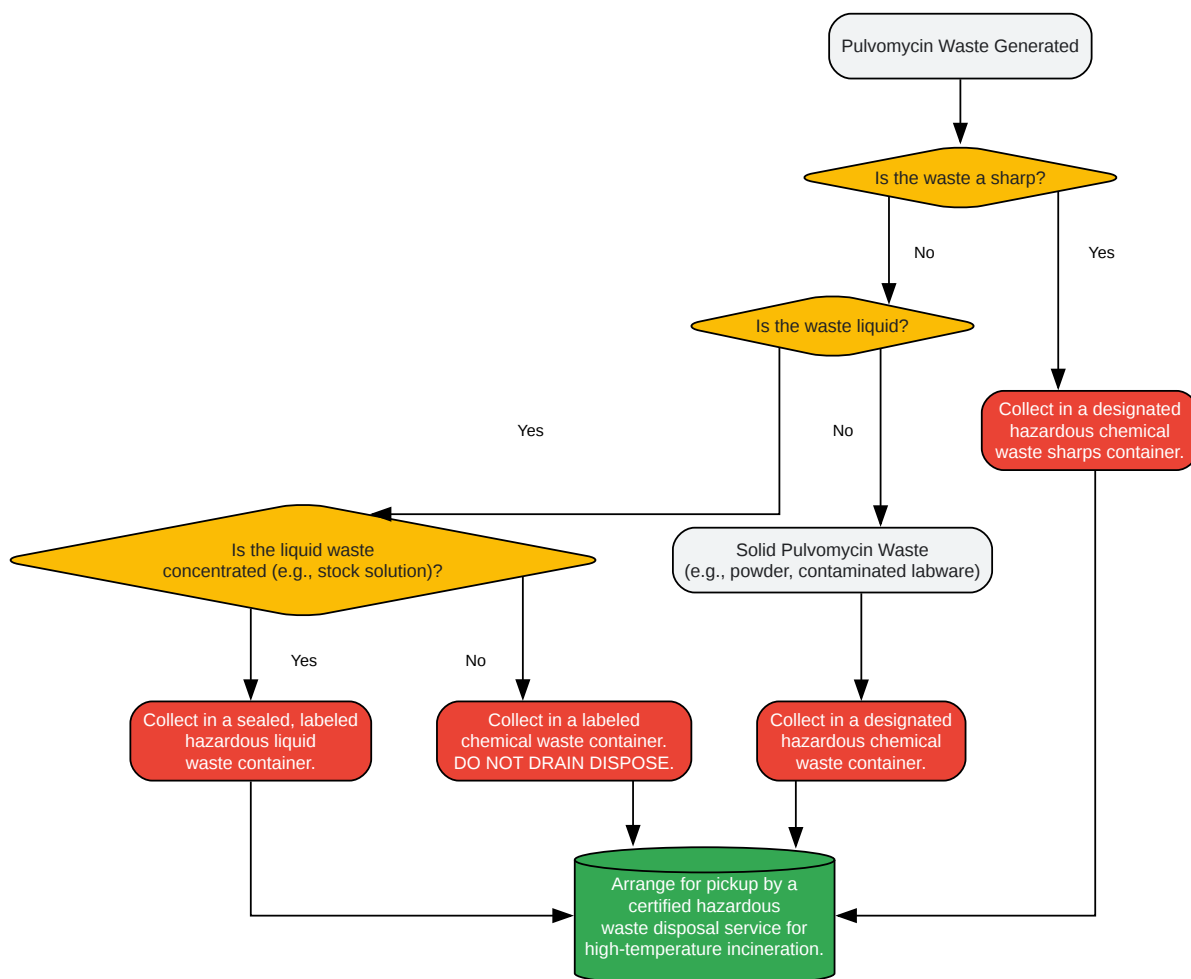 Pulvomycin Waste Generated
Is the waste a sharp?
No
Yes
Is the waste liquid?
Yes
No
Collect in a designated
hazardous chemical
waste sharps container.
Is the liquid waste
concentrated (e.g., stock solution)?
Solid Pulvomycin Waste
(e.g., powder, contaminated labware)
Yes
No
Collect in a sealed, labeled
hazardous liquid
waste container.
Collect in a labeled
chemical waste container.
DO NOT DRAIN DISPOSE.
Collect in a designated
hazardous chemical
waste container.
Arrange for pickup by a
certified hazardous
waste disposal service for
high-temperature incineration.